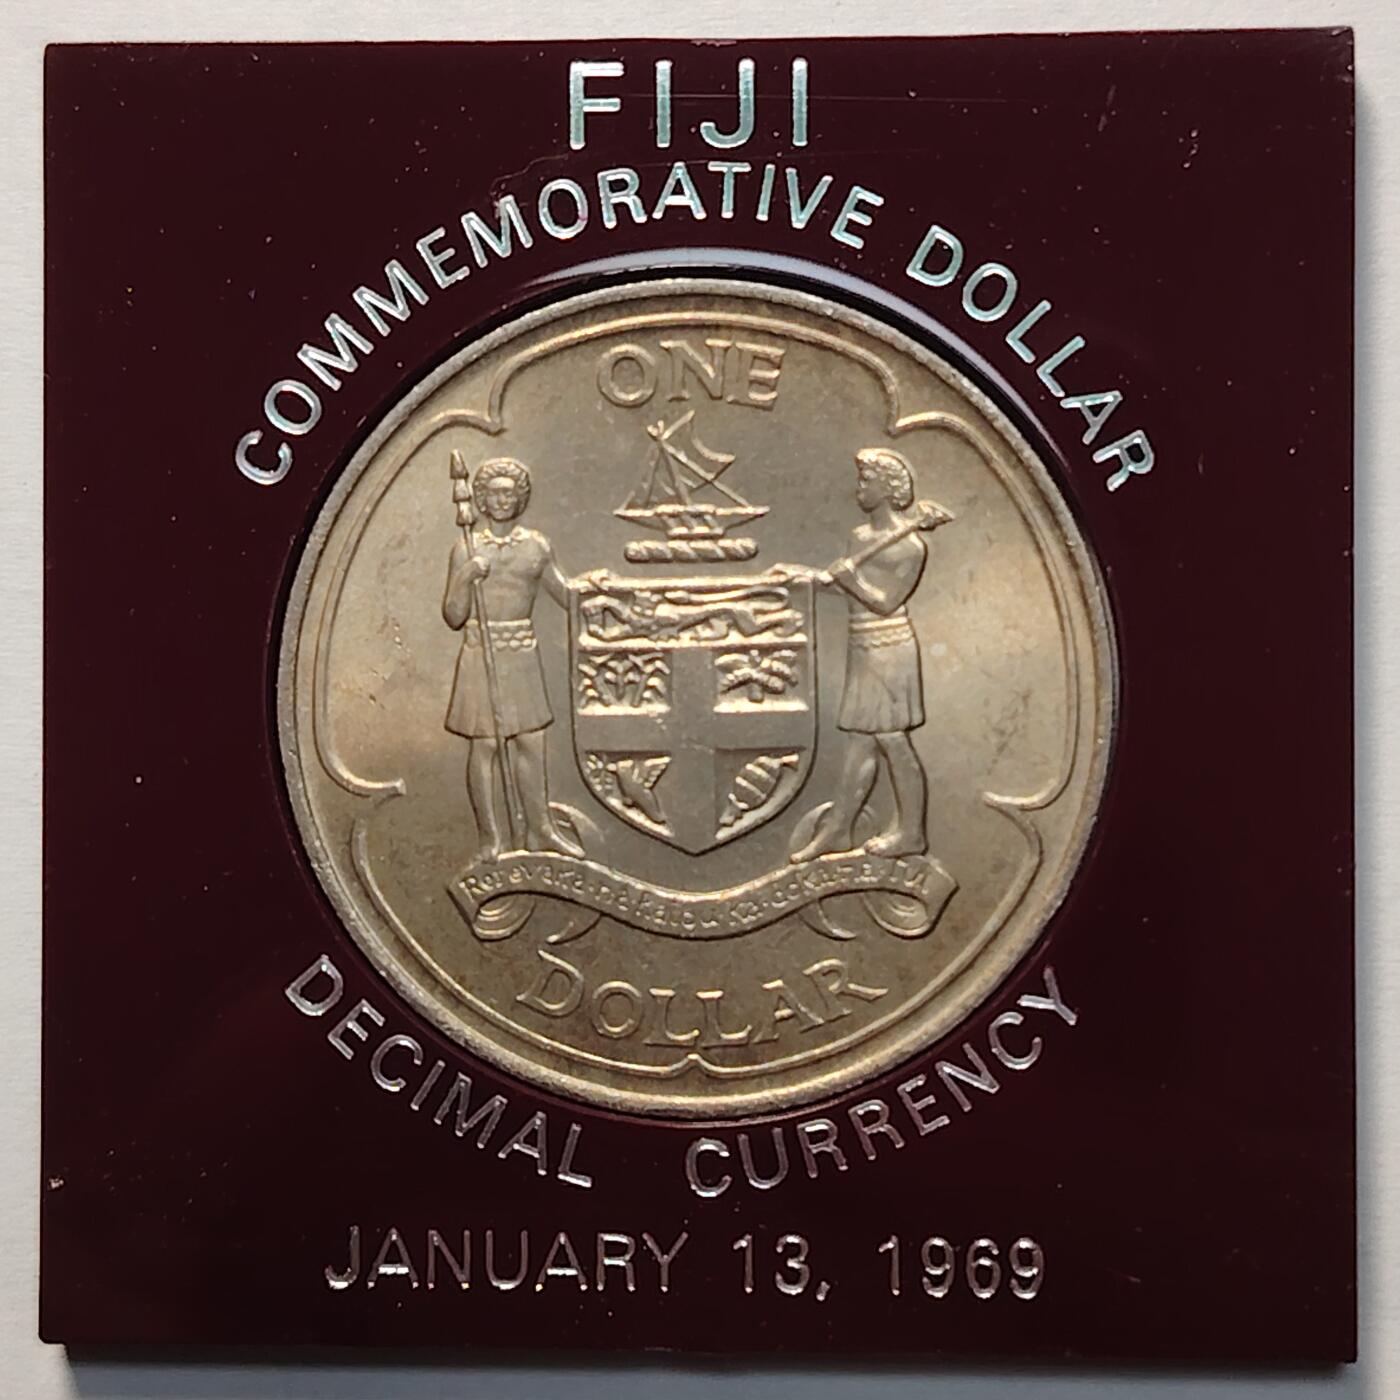 FIJI
COMMEMORATIVE DOLLAR
ONE
Rerevaka na kalou ka doka na Tui
DOLLAR
DECIMAL CURRENCY
JANUARY 13, 1969